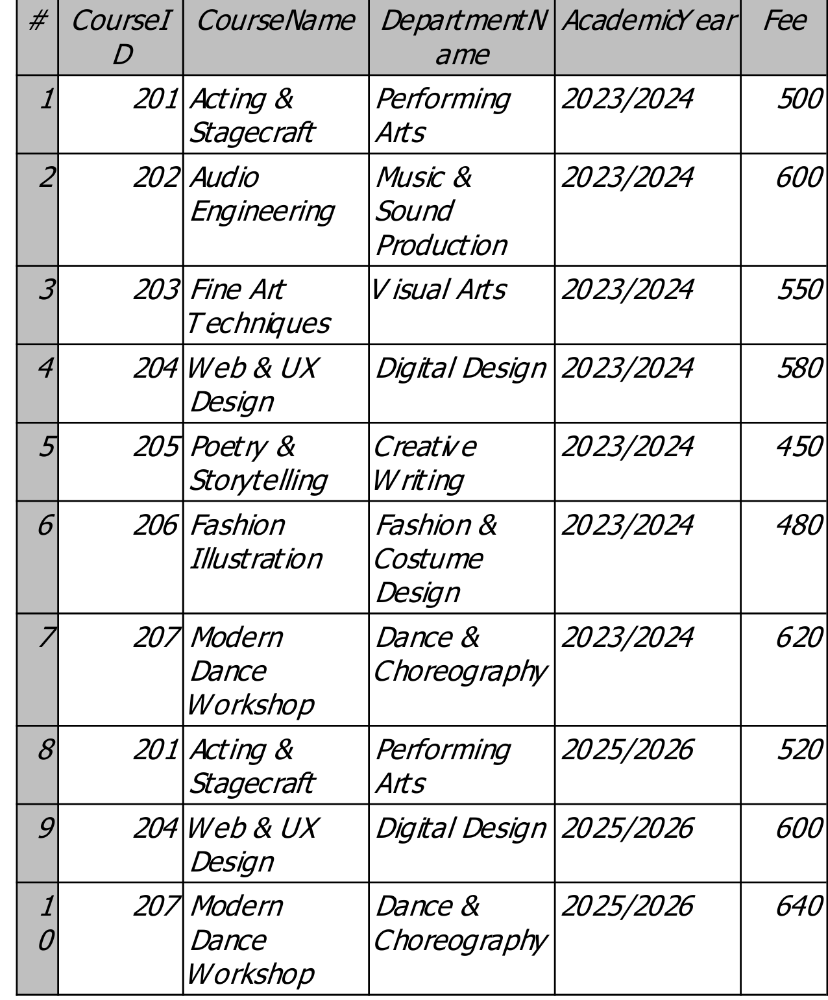 # CourseID CourseName DepartmentName AcademicYear Fee
1 201 Acting & Stagecraft Performing Arts 2023/2024 500
2 202 Audio Engineering Music & Sound Production 2023/2024 600
3 203 Fine Art Techniques Visual Arts 2023/2024 550
4 204 Web & UX Design Digital Design 2023/2024 580
5 205 Poetry & Storytelling Creative Writing 2023/2024 450
6 206 Fashion Illustration Fashion & Costume Design 2023/2024 480
7 207 Modern Dance Workshop Dance & Choreography 2023/2024 620
8 201 Acting & Stagecraft Performing Arts 2025/2026 520
9 204 Web & UX Design Digital Design 2025/2026 600
10 207 Modern Dance Workshop Dance & Choreography 2025/2026 640